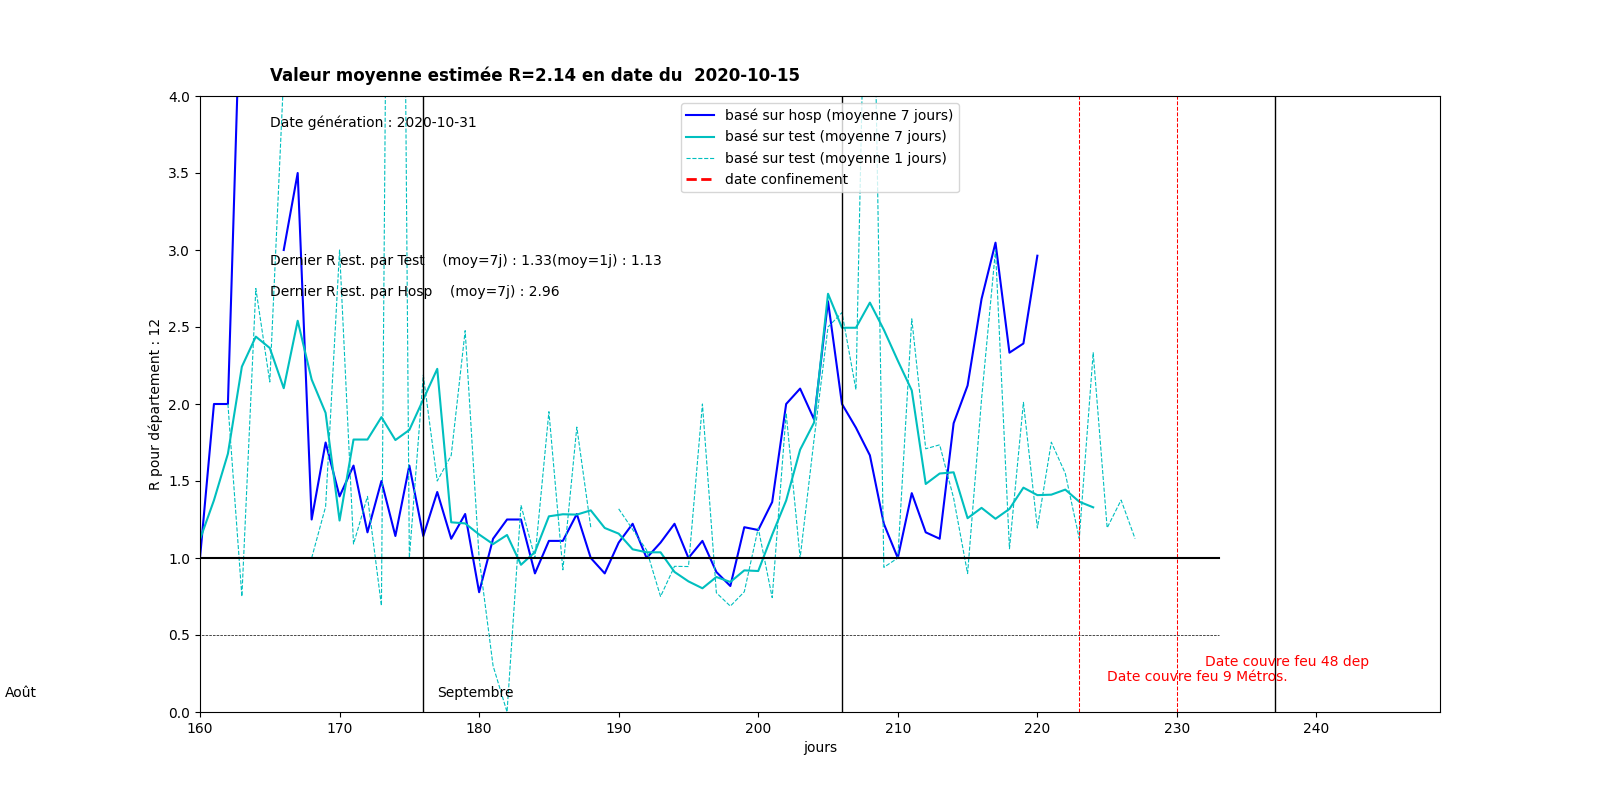 Valeur moyenne estimée R=2.14 en date du  2020-10-15
4.0
Date génération : 2020-10-31
basé sur hosp (moyenne 7 jours)
basé sur test (moyenne 7 jours)
basé sur test (moyenne 1 jours)
date confinement
3.5
3.0
Dernier R est. par Test    (moy=7j) : 1.33(moy=1j) : 1.13
Dernier R est. par Hosp    (moy=7j) : 2.96
2.5
R pour département : 12
2.0
1.5
1.0
0.5
Date couvre feu 48 dep
Date couvre feu 9 Métros.
Août
Septembre
0.0
160 170 180 190 200 210 220 230 240
jours